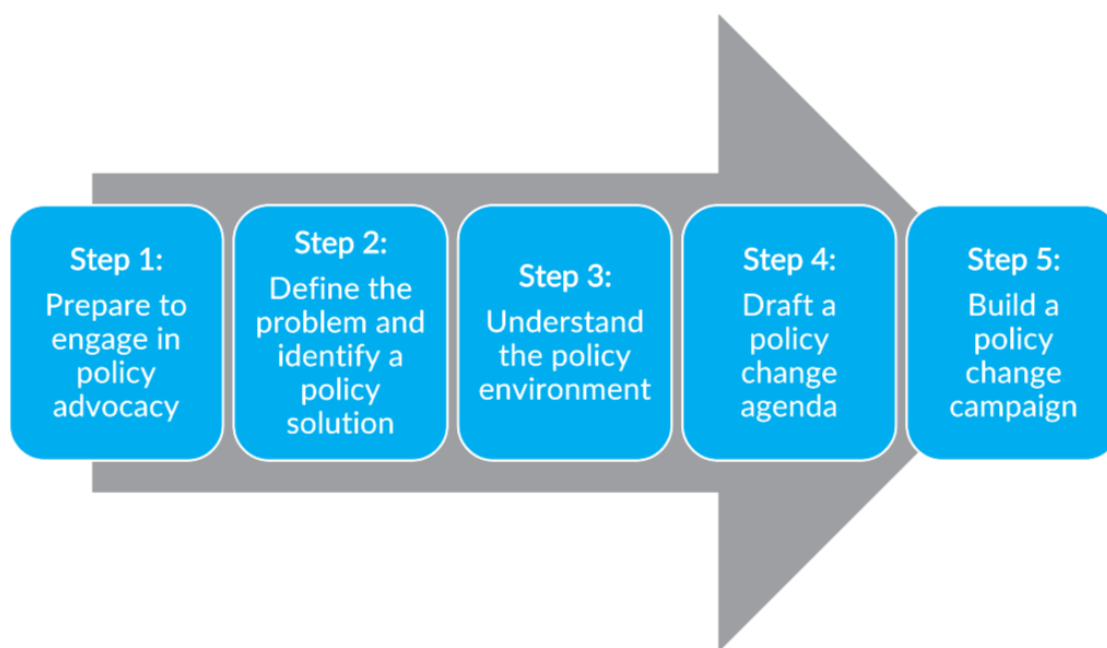 Step 1:
Prepare to
engage in
policy
advocacy
Step 2:
Define the
problem and
identify a
policy
solution
Step 3:
Understand
the policy
environment
Step 4:
Draft a
policy
change
agenda
Step 5:
Build a
policy
change
campaign